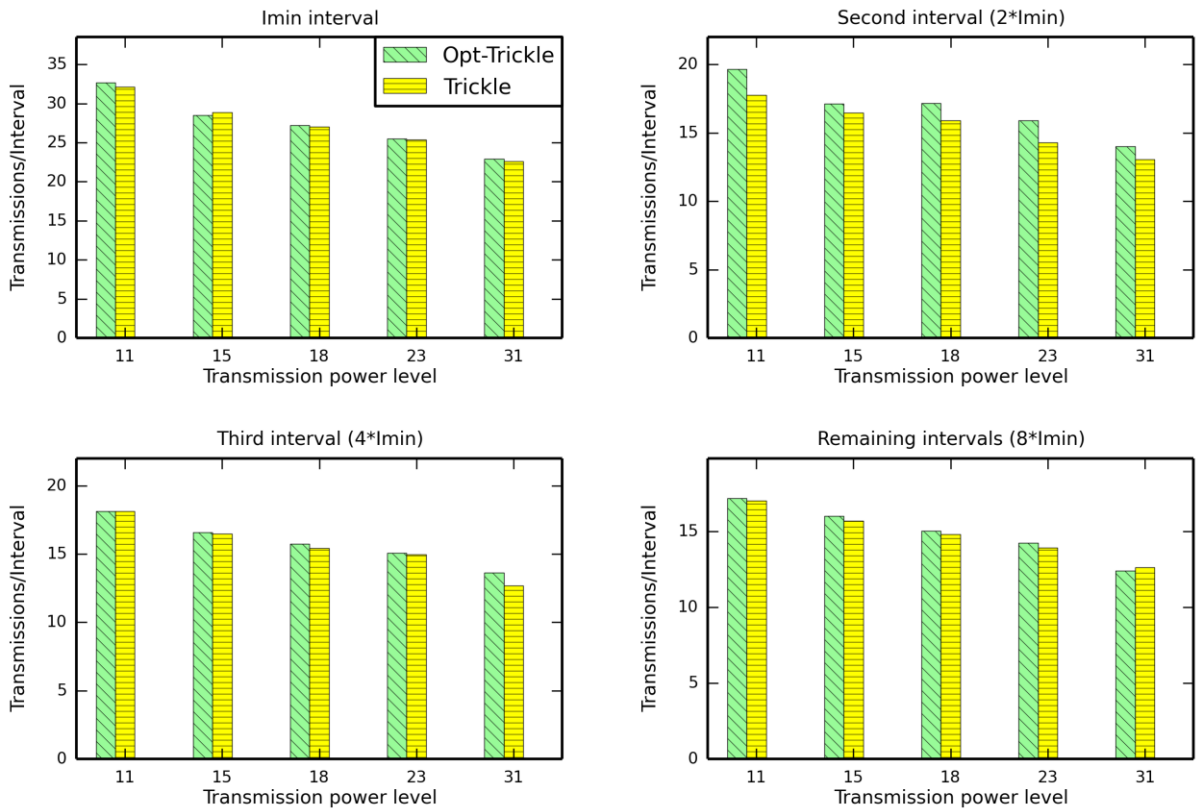 Imin interval
Transmissions/Interval
35
30
25
20
15
10
5
0
Opt-Trickle
Trickle
11 15 18 23 31
Transmission power level
Second interval (2*Imin)
Transmissions/Interval
20
15
10
5
0
11 15 18 23 31
Transmission power level
Third interval (4*Imin)
Transmissions/Interval
20
15
10
5
0
11 15 18 23 31
Transmission power level
Remaining intervals (8*Imin)
Transmissions/Interval
15
10
5
0
11 15 18 23 31
Transmission power level